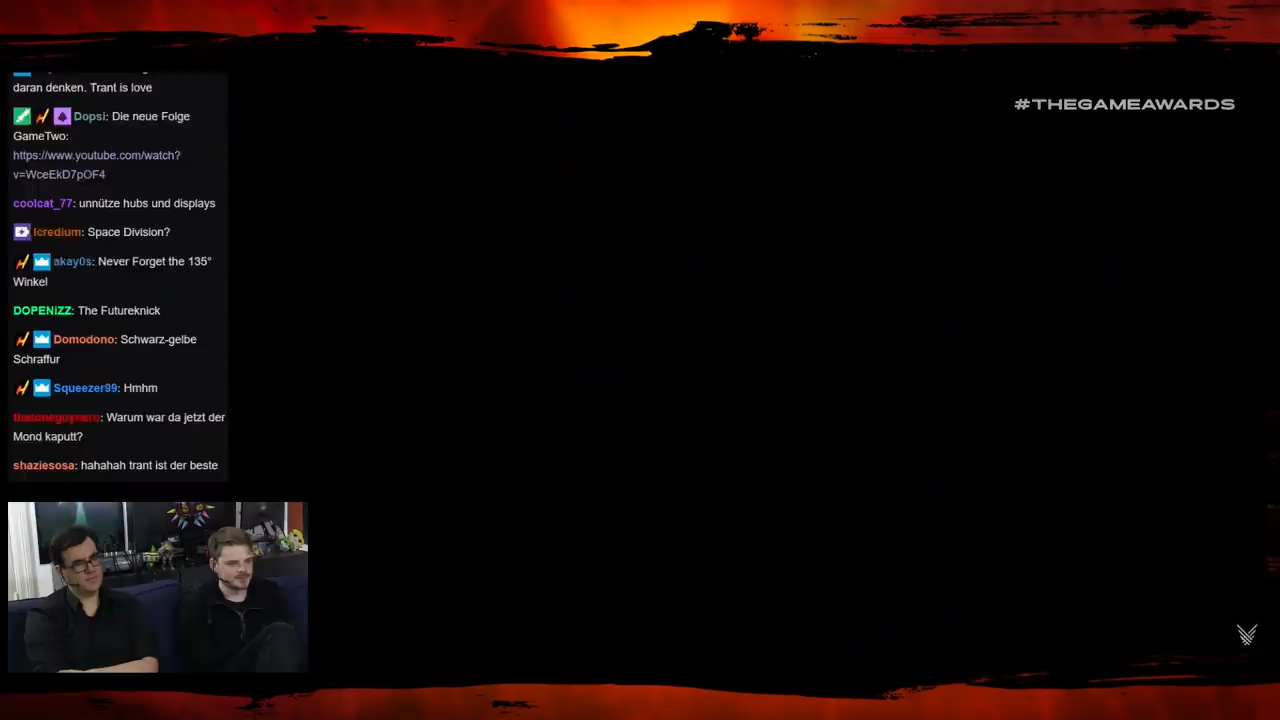 daran denken. Trant is love
#THEGAMEAWARDS
Dopsi: Die neue Folge
GameTwo:
https://www.youtube.com/watch?
v=WceEkD7pOF4
coolcat_77: unnütze hubs und displays
Icredium: Space Division?
akay0s: Never Forget the 135°
Winkel
DOPENiZZ: The Futureknick
Domodono: Schwarz-gelbe
Schraffur
Squeezer99: Hmhm
: Warum war da jetzt der
Mond kaputt?
shaziesosa: hahahah trant ist der beste